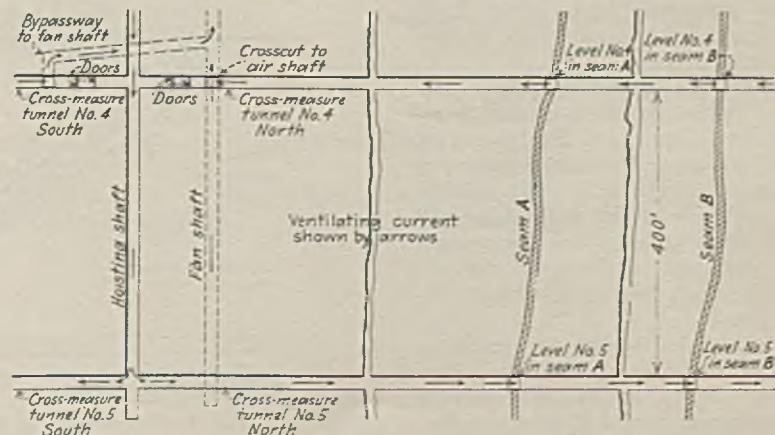 Bypassway
to fan shaft
Doors
Crosscut to
air shaft
Level No.4
in seam A
Level No.4
in seam B
Cross-measure
tunnel No.4
South
Doors
Cross-measure
tunnel No.4
North
Hoisting shaft
Fan shaft
Ventilating current
shown by arrows
Seam A
400'
Seam B
Level No.5
in seam A
Level No.5
in seam B
Cross-measure
tunnel No.5
South
Cross-measure
tunnel No.5
North